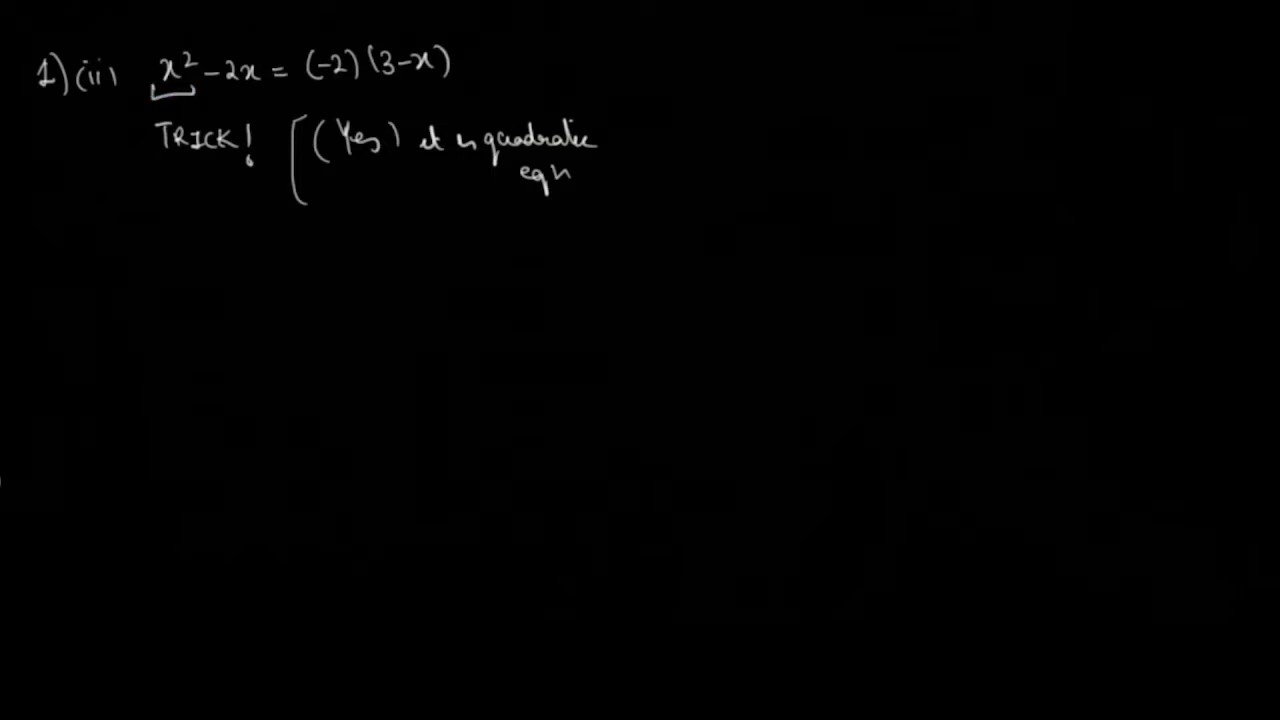 1) (ii) x² - 2x = (-2) (3-x)
TRICK! [ (Yes) it is quadratic
eqn